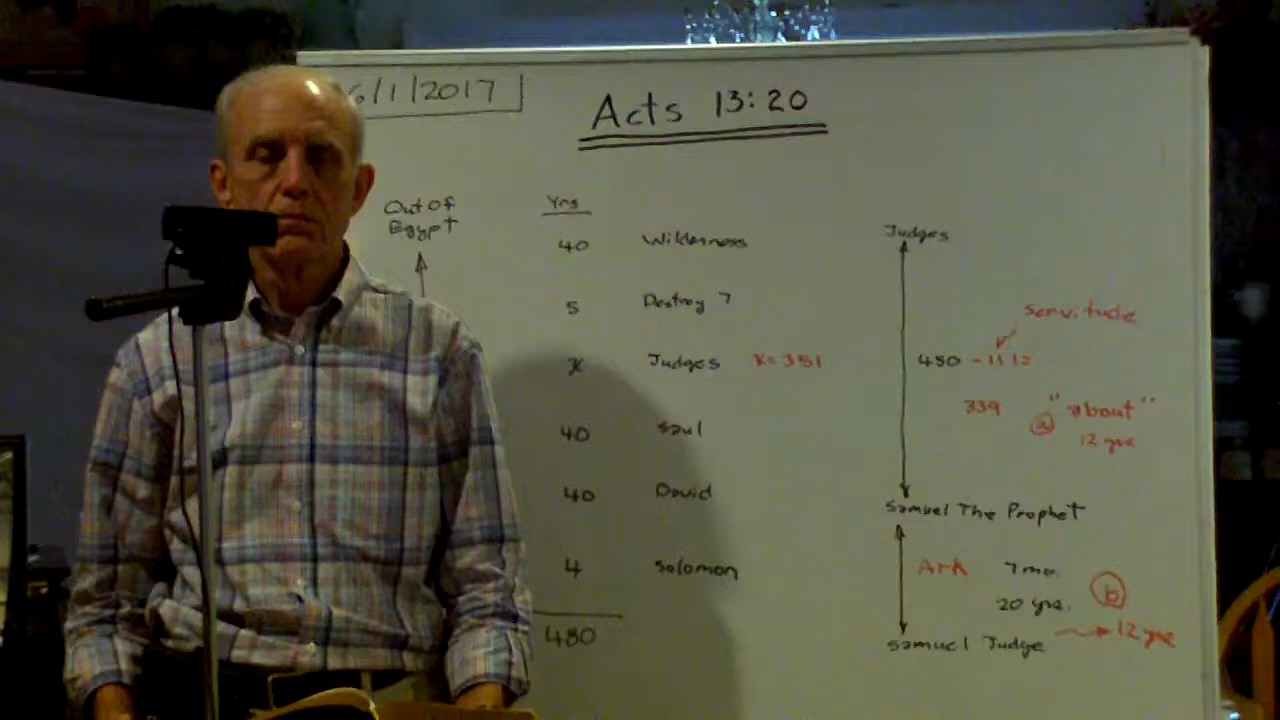 6/1/2017
Acts 13:20
Out Of
Egypt
Yrs
40 Wilderness
5 Destroy 7
x Judges x=351
40 Saul
40 David
4 Solomon
480
Judges
servitude
450 - 111=
339 "about"
a 12 yrs
Samuel The Prophet
Ark 7 mo.
20 yrs. b
Samuel Judge 12 yrs